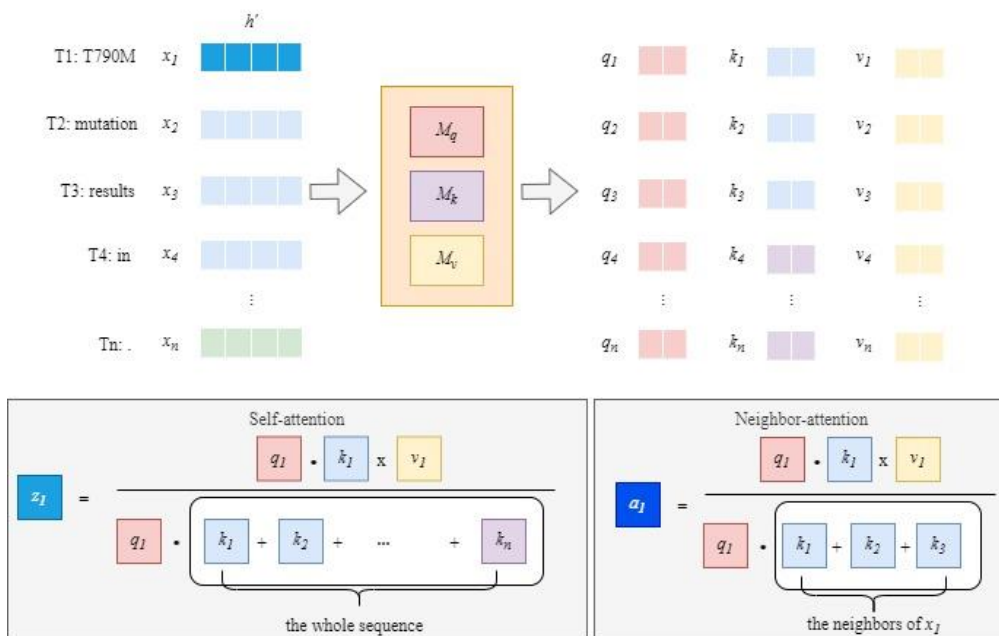 h'
T1: T790M x1 q1 k1 v1
T2: mutation x2 Mq q2 k2 v2
T3: results x3 Mk q3 k3 v3
T4: in x4 Mv q4 k4 v4
⋮ ⋮ ⋮ ⋮
Tn: . xn qn kn vn
Self-attention
q1 • k1 x v1
z1 =
q1 • k1 + k2 + ... + kn
the whole sequence
Neighbor-attention
q1 • k1 x v1
a1 =
q1 • k1 + k2 + k3
the neighbors of x1